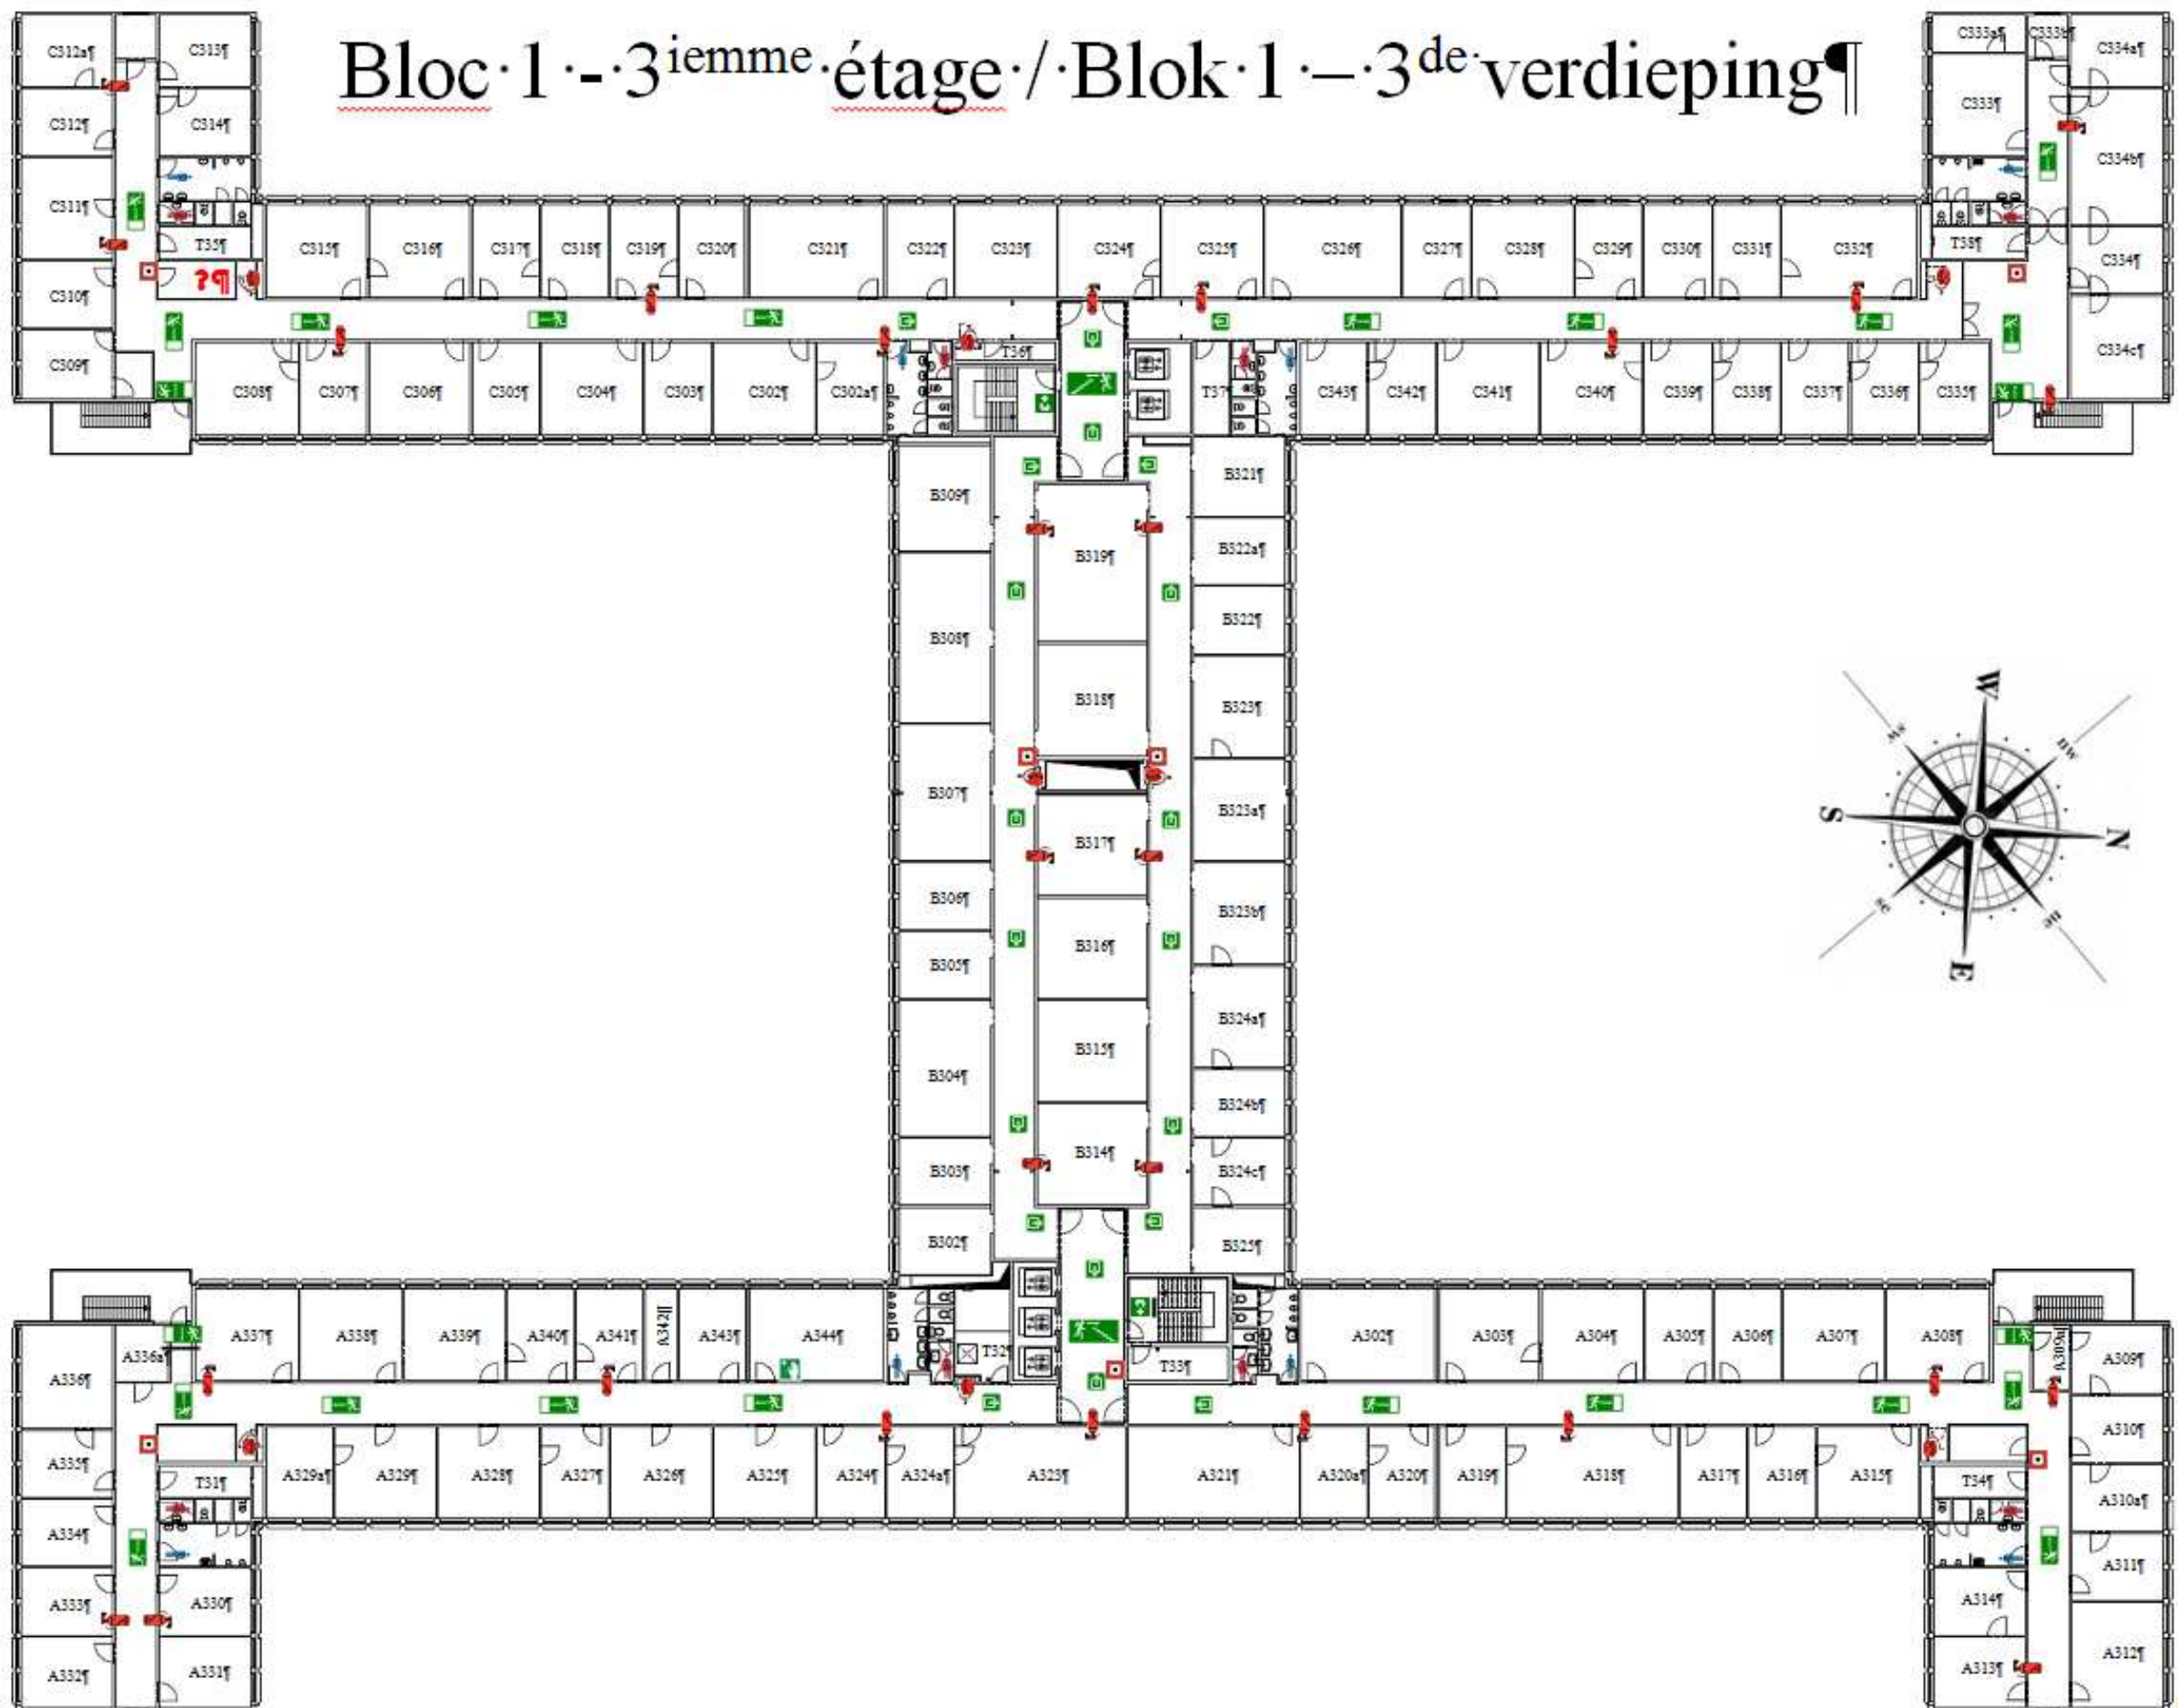 Bloc·1·-·3iemme·étage·/·Blok·1·–·3de·verdieping¶
C312a¶ C313¶ C333a¶ C333b¶ C334a¶
C312¶ C314¶ C333¶ C334b¶
C311¶
T35¶ C315¶ C316¶ C317¶ C318¶ C319¶ C320¶ C321¶ C322¶ C323¶ C324¶ C325¶ C326¶ C327¶ C328¶ C329¶ C330¶ C331¶ C332¶ T38¶ C334¶
C310¶ P?
T36¶
C309¶ C308¶ C307¶ C306¶ C305¶ C304¶ C303¶ C302¶ C302a¶ T37¶ C343¶ C342¶ C341¶ C340¶ C339¶ C338¶ C337¶ C336¶ C335¶ C334c¶
B309¶ B321¶
B319¶ B322a¶
B308¶ B322¶
B318¶ B323¶
W
sw nw
B307¶ B323a¶
S N
B317¶
B306¶ B323b¶
se ne
B305¶ B316¶
E
B304¶ B315¶ B324a¶
B324b¶
B303¶ B314¶ B324c¶
B302¶ B325¶
A336¶ A336a¶ A337¶ A338¶ A339¶ A340¶ A341¶ A342¶ A343¶ A344¶ T32¶ T33¶ A302¶ A303¶ A304¶ A305¶ A306¶ A307¶ A308¶ A309¶
A335¶ A329a¶ A329¶ A328¶ A327¶ A326¶ A325¶ A324¶ A324a¶ A323¶ A321¶ A320a¶ A320¶ A319¶ A318¶ A317¶ A316¶ A315¶ A310¶
T31¶ T34¶ A310a¶
A334¶ A311¶
A333¶ A330¶ A314¶
A332¶ A331¶ A313¶ A312¶